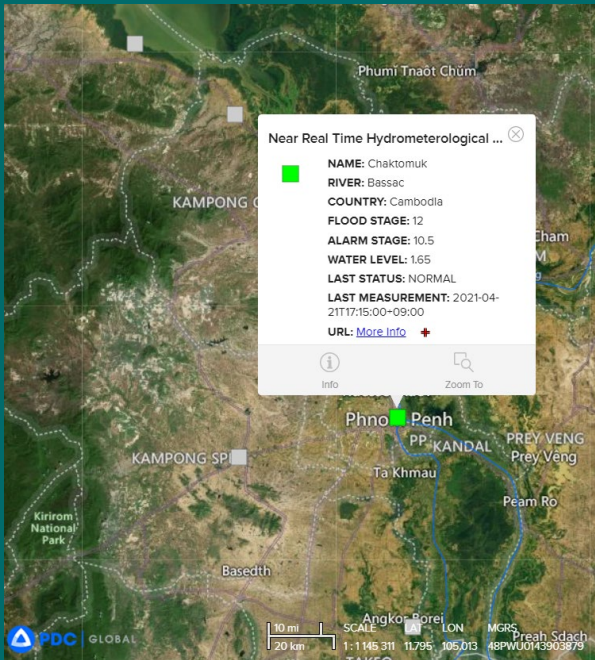 Phumĭ Tnaôt Chŭm
Near Real Time Hydrometerological ...
NAME: Chaktomuk
RIVER: Bassac
COUNTRY: Cambodia
FLOOD STAGE: 12
ALARM STAGE: 10.5
WATER LEVEL: 1.65
LAST STATUS: NORMAL
LAST MEASUREMENT: 2021-04-
21T17:15:00+09:00
URL: More Info
Info
Zoom To
KAMPONG
Cham
Phno Penh
PP
KANDAL
PREY VENG
Prey Vêng
KAMPONG SP
Ta Khmau
Peam Ro
Kirirom
National
Park
Basedth
Angkor Borei
Preah Sdach
PDC GLOBAL
10 mi
20 km
SCALE LAT LON MGRS
1 : 1 145 311 11.795 105.013 48PWU0143903879
TAKEO